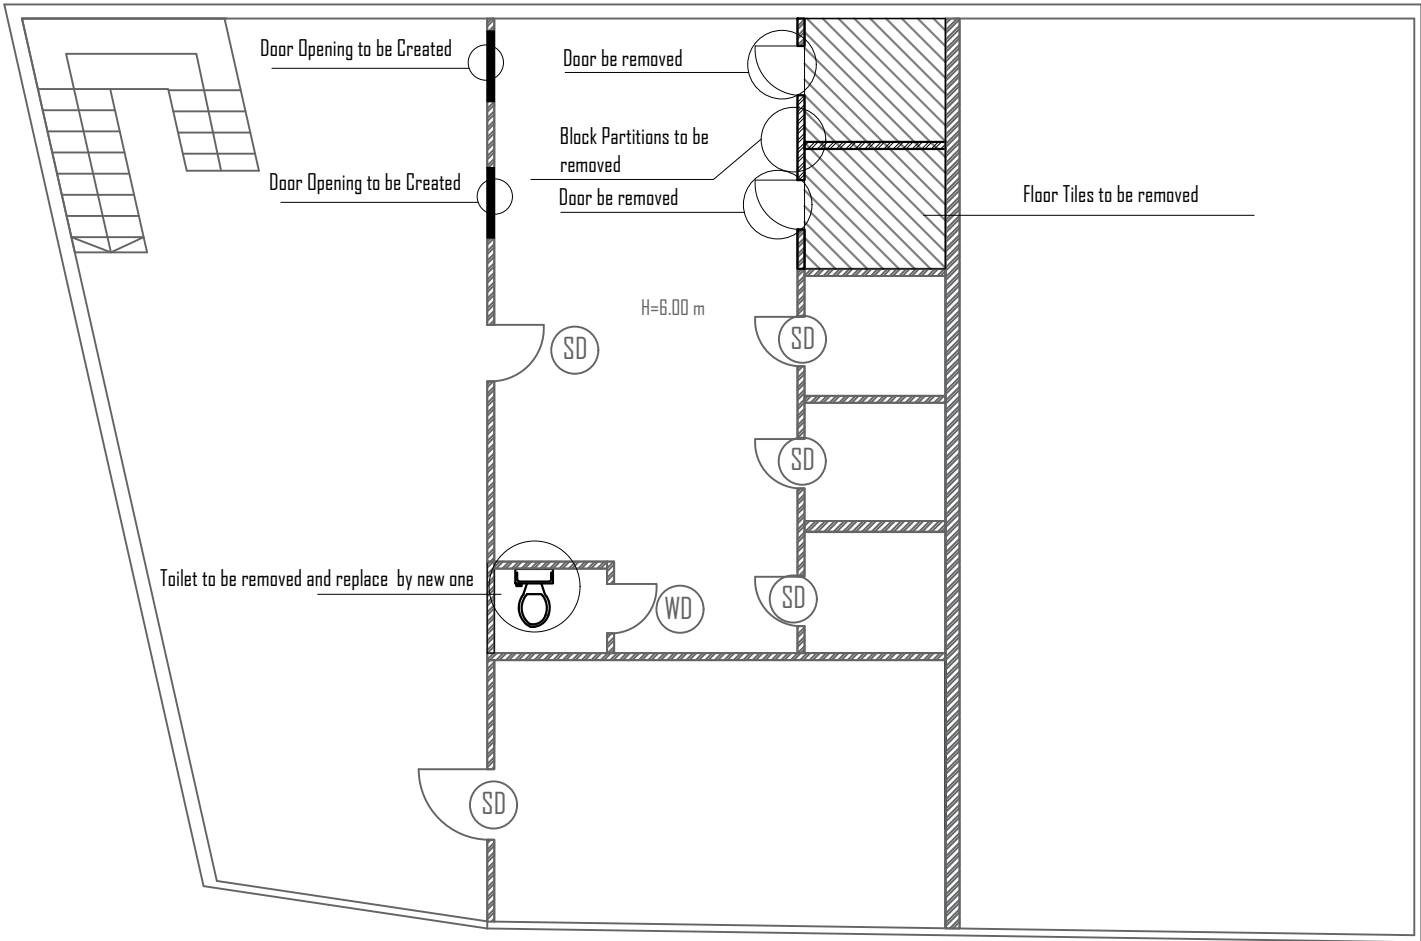 Door Opening to be Created
Door be removed
Block Partitions to be
removed
Door Opening to be Created
Door be removed
Floor Tiles to be removed
H=6.00 m
SD
SD
SD
Toilet to be removed and replace by new one
WD
SD
SD